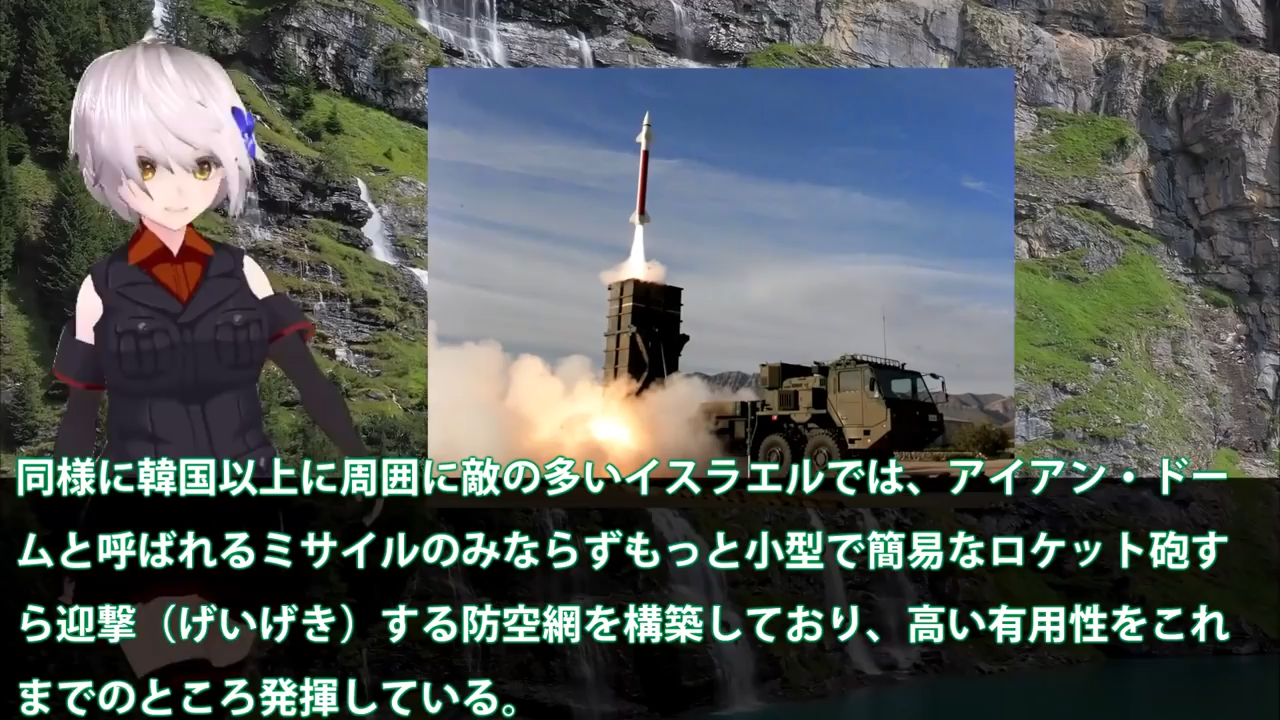 同様に韓国以上に周囲に敵の多いイスラエルでは、アイアン・ドー
ムと呼ばれるミサイルのみならずもっと小型で簡易なロケット砲す
ら迎撃（げいげき）する防空網を構築しており、高い有用性をこれ
までのところ発揮している。